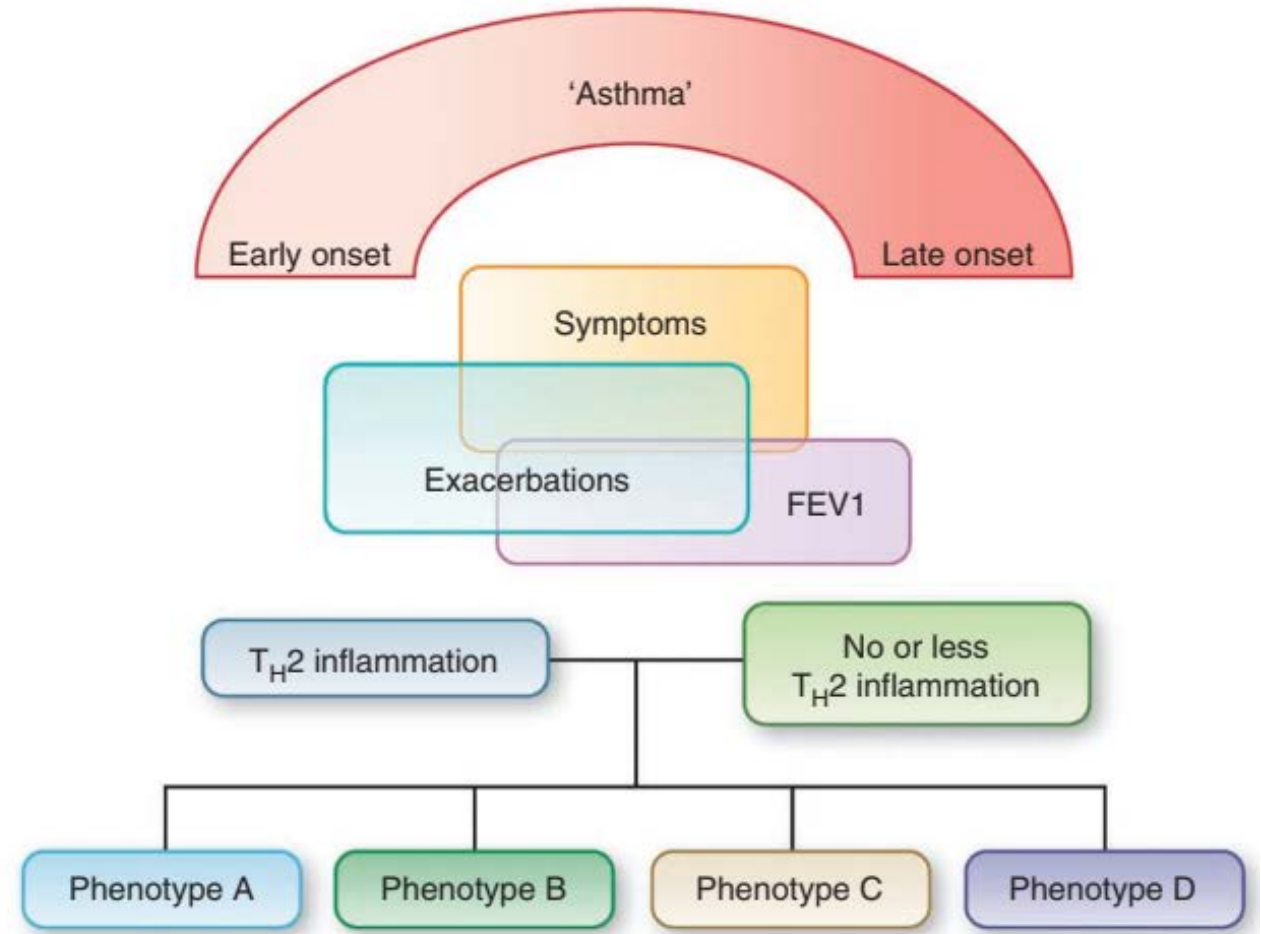 ‘Asthma’
Early onset
Late onset
Symptoms
Exacerbations
FEV1
TH2 inflammation
No or less
TH2 inflammation
Phenotype A
Phenotype B
Phenotype C
Phenotype D